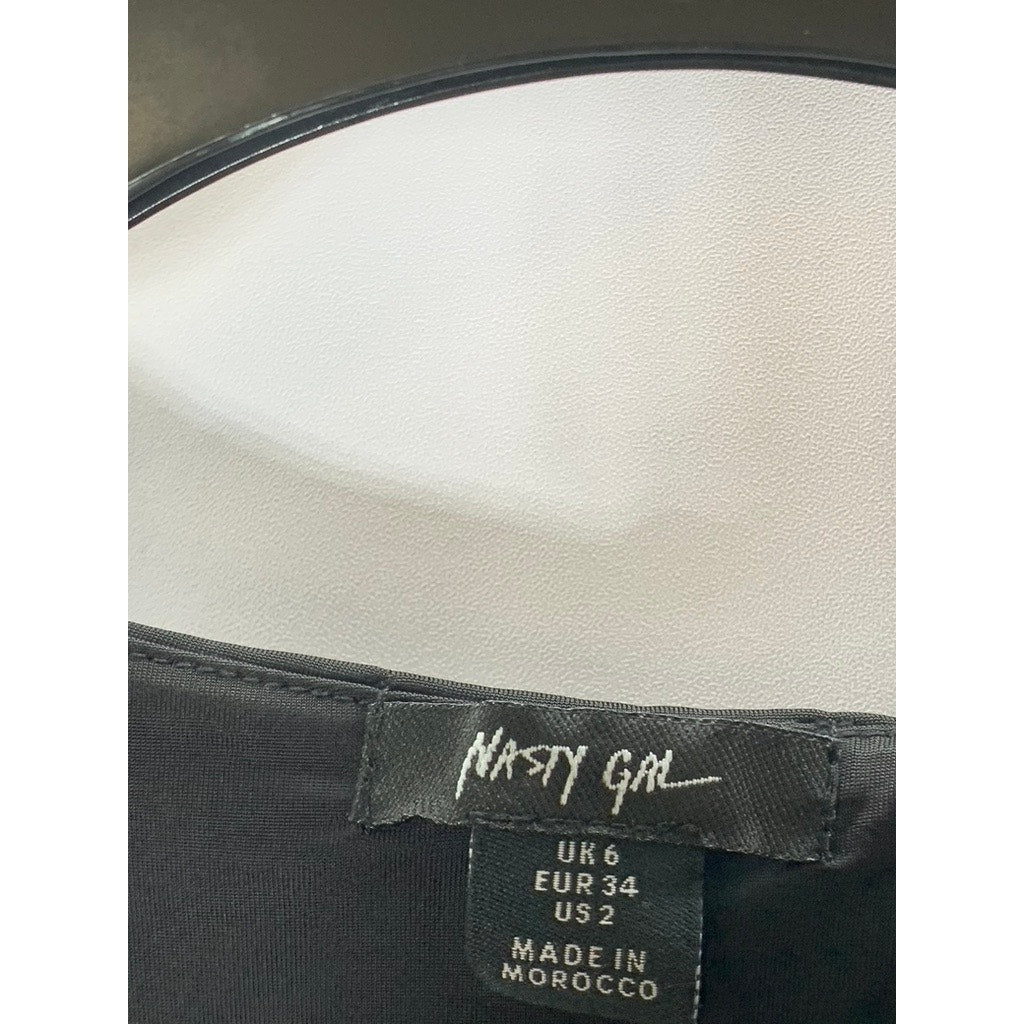 NASTY GAL
UK 6
EUR 34
US 2
MADE IN
MOROCCO